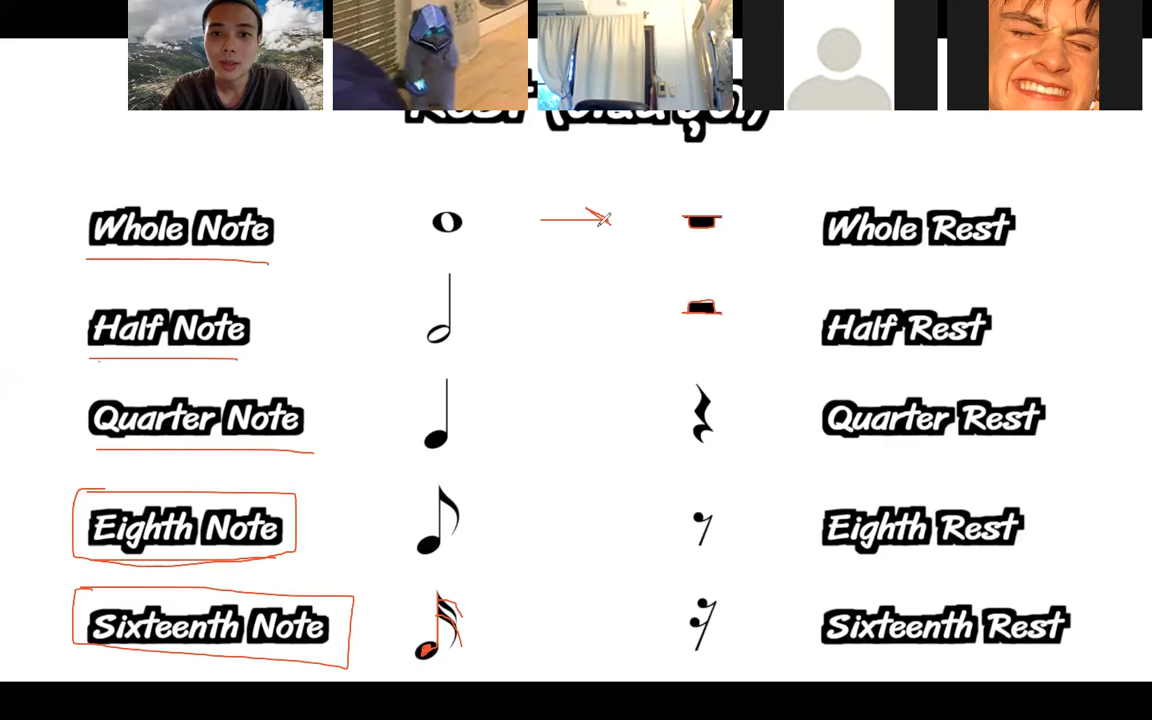 Whole Note Whole Rest
Half Note Half Rest
Quarter Note Quarter Rest
Eighth Note Eighth Rest
Sixteenth Note Sixteenth Rest